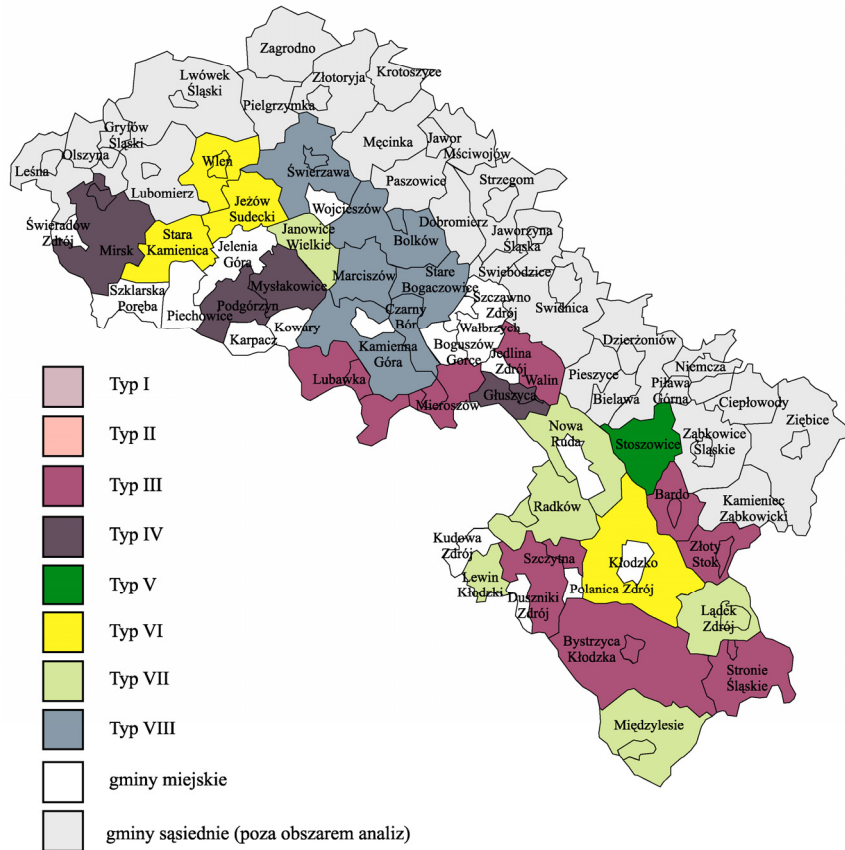 Zagrodno
Lwówek
Śląski
Złotoryja
Krotoszyce
Pielgrzymka
Gryfów
Śląski
Olszyna
Leśna
Męcinka
Jawor
Mściwojów
Wleń
Świerzawa
Lubomierz
Paszowice
Strzegom
Jeżów
Sudecki
Wojcieszów
Dobromierz
Świeradów
Zdrój
Mirsk
Stara
Kamienica
Janowice
Wielkie
Bolków
Jaworzyna
Śląska
Jelenia
Góra
Marciszów
Stare
Bogaczowice
Świebodzice
Szklarska
Poręba
Piechowice
Mysłakowice
Podgórzyn
Czarny
Bór
Szczawno
Zdrój
Świdnica
Karpacz
Kowary
Wałbrzych
Kamienna
Góra
Boguszów
Gorce
Jedlina
Zdrój
Dzierżoniów
Lubawka
Walin
Pieszyce
Niemcza
Mieroszów
Głuszyca
Bielawa
Piława
Górna
Ciepłowody
Ziębice
Nowa
Ruda
Stoszowice
Ząbkowice
Śląskie
Radków
Bardo
Kamieniec
Ząbkowicki
Kudowa
Zdrój
Szczytna
Kłodzko
Złoty
Stok
Lewin
Kłodzki
Duszniki
Zdrój
Polanica Zdrój
Lądek
Zdrój
Bystrzyca
Kłodzka
Stronie
Śląskie
Międzylesie
Typ I
Typ II
Typ III
Typ IV
Typ V
Typ VI
Typ VII
Typ VIII
gminy miejskie
gminy sąsiednie (poza obszarem analiz)